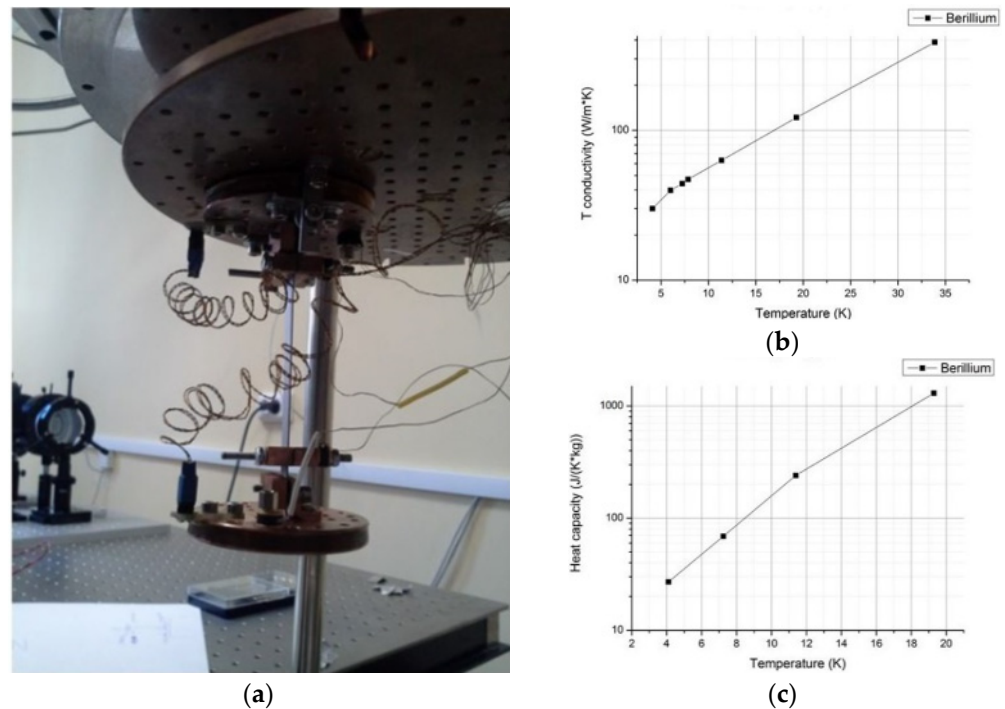 Berillium
T conductivity (W/m*K)
100
10
5 10 15 20 25 30 35
Temperature (K)
(b)
Berillium
Heat capacity (J/(K*kg))
1000
100
10
2 4 6 8 10 12 14 16 18 20
Temperature (K)
(a)
(c)